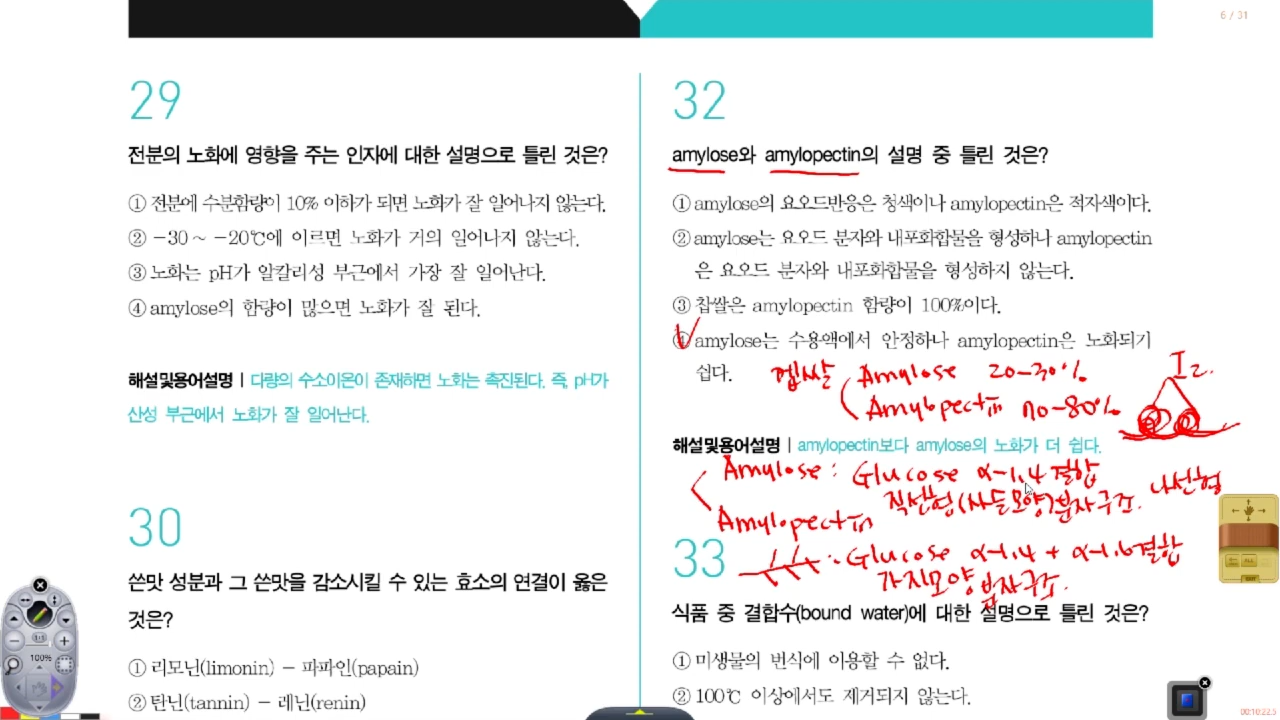 6 / 31
29
전분의 노화에 영향을 주는 인자에 대한 설명으로 틀린 것은?
① 전분에 수분함량이 10% 이하가 되면 노화가 잘 일어나지 않는다.
② −30 ~ −20℃에 이르면 노화가 거의 일어나지 않는다.
③ 노화는 pH가 알칼리성 부근에서 가장 잘 일어난다.
④ amylose의 함량이 많으면 노화가 잘 된다.
해설및용어설명 | 다량의 수소이온이 존재하면 노화는 촉진된다. 즉, pH가
산성 부근에서 노화가 잘 일어난다.
30
쓴맛 성분과 그 쓴맛을 감소시킬 수 있는 효소의 연결이 옳은
것은?
① 리모닌(limonin) − 파파인(papain)
② 탄닌(tannin) − 레닌(renin)
32
amylose와 amylopectin의 설명 중 틀린 것은?
① amylose의 요오드반응은 청색이나 amylopectin은 적자색이다.
② amylose는 요오드 분자와 내포화합물을 형성하나 amylopectin
은 요오드 분자와 내포화합물을 형성하지 않는다.
③ 찹쌀은 amylopectin 함량이 100%이다.
④ amylose는 수용액에서 안정하나 amylopectin은 노화되기
쉽다.
멥쌀 Amylose 20-30%
Amylopectin 70-80%
I2.
해설및용어설명 | amylopectin보다 amylose의 노화가 더 쉽다.
Amylose : Glucose α-1,4 결합
직선형(사슬모양)분자구조. 나선형
Amylopectin
: Glucose α-1.4 + α-1.6결합
가지모양 분자구조.
33
식품 중 결합수(bound water)에 대한 설명으로 틀린 것은?
① 미생물의 번식에 이용할 수 없다.
② 100℃ 이상에서도 제거되지 않는다.
100%
00:10:22.5